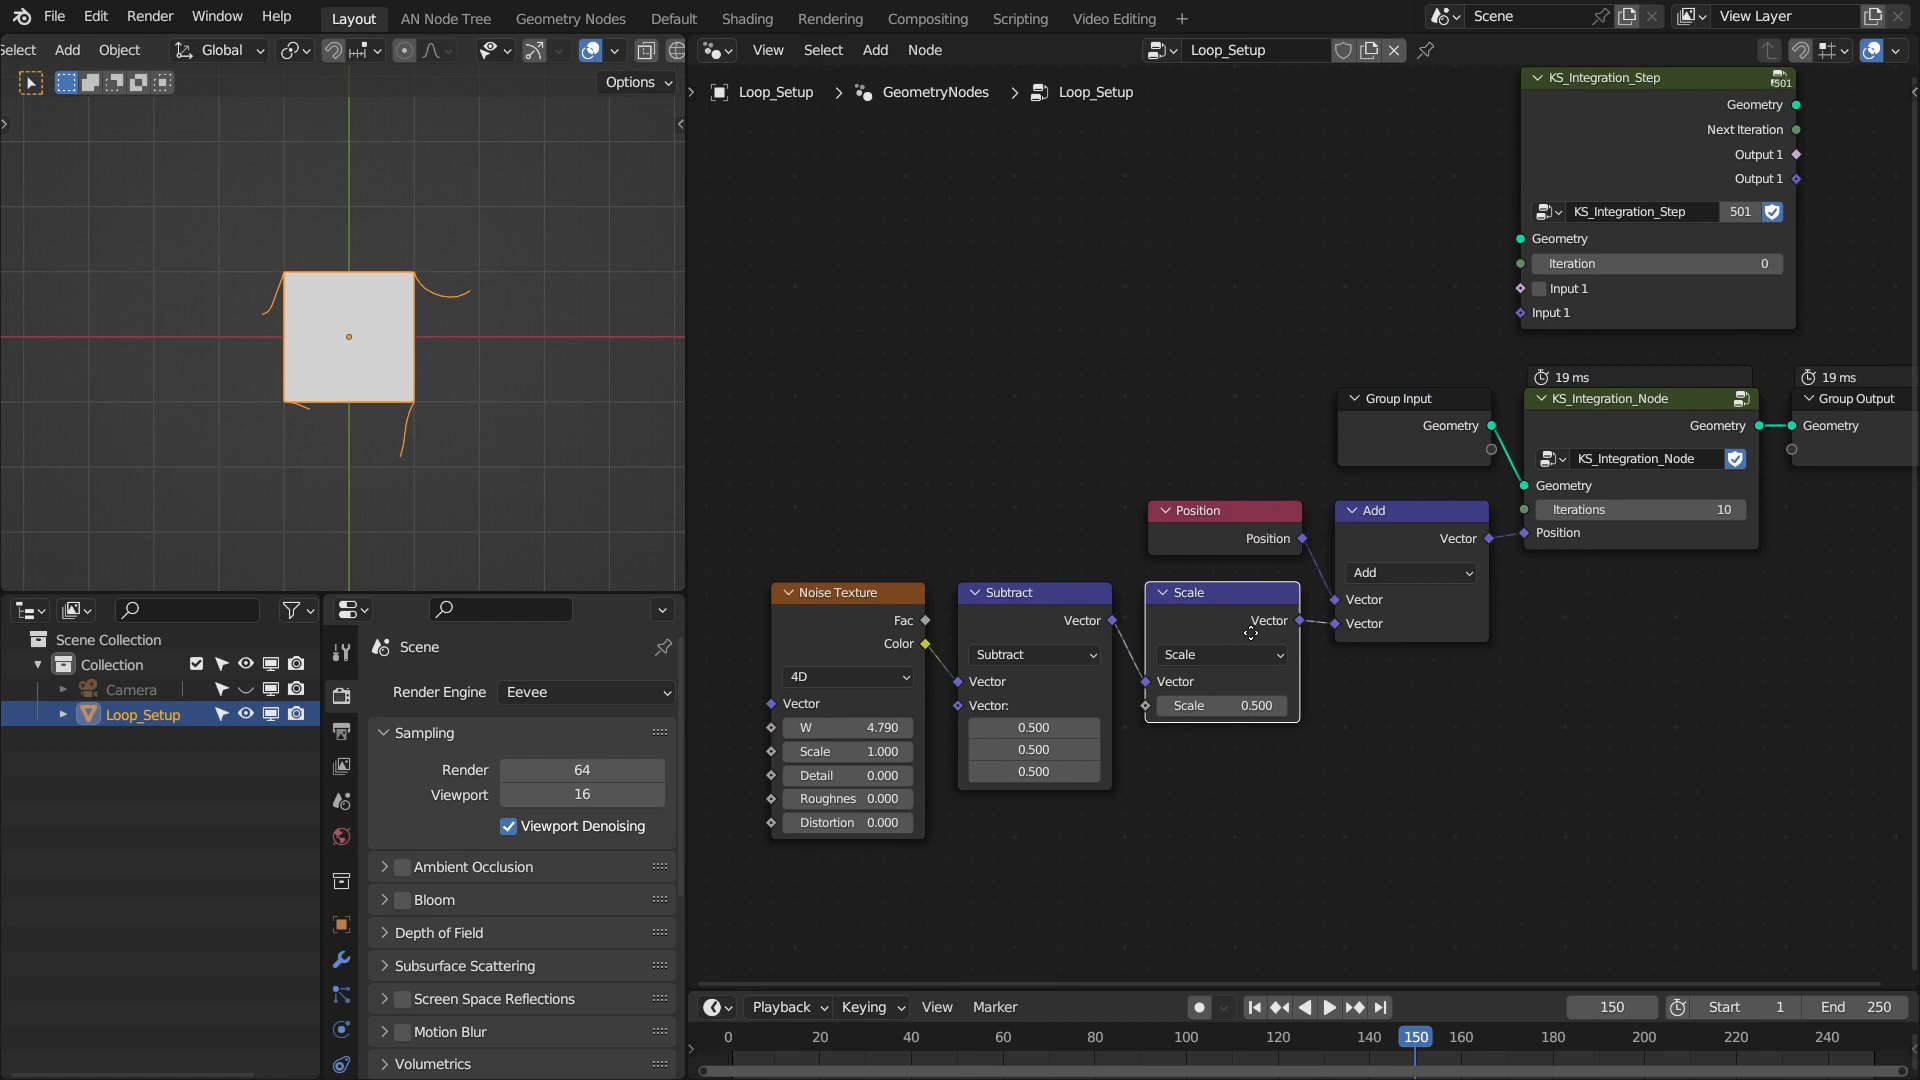 File Edit Render Window Help Layout AN Node Tree Geometry Nodes Default Shading Rendering Compositing Scripting Video Editing + Scene View Layer
Select Add Object Global
Options
View Select Add Node Loop_Setup
Loop_Setup > GeometryNodes > Loop_Setup
KS_Integration_Step 501
Geometry
Next Iteration
Output 1
Output 1
KS_Integration_Step 501
Geometry
Iteration 0
Input 1
Input 1
19 ms
19 ms
Group Input
Geometry
KS_Integration_Node
Geometry
KS_Integration_Node
Geometry
Iterations 10
Position
Group Output
Geometry
Position
Position
Add
Vector
Add
Vector
Vector
Noise Texture
Fac
Color
4D
Vector
W 4.790
Scale 1.000
Detail 0.000
Roughnes 0.000
Distortion 0.000
Subtract
Vector
Subtract
Vector
Vector:
0.500
0.500
0.500
Scale
Vector
Scale
Vector
Scale 0.500
Scene Collection
Collection
Camera
Loop_Setup
Scene
Render Engine Eevee
Sampling
Render 64
Viewport 16
Viewport Denoising
Ambient Occlusion
Bloom
Depth of Field
Subsurface Scattering
Screen Space Reflections
Motion Blur
Volumetrics
Playback Keying View Marker 150 Start 1 End 250
0 20 40 60 80 100 120 140 150 160 180 200 220 240